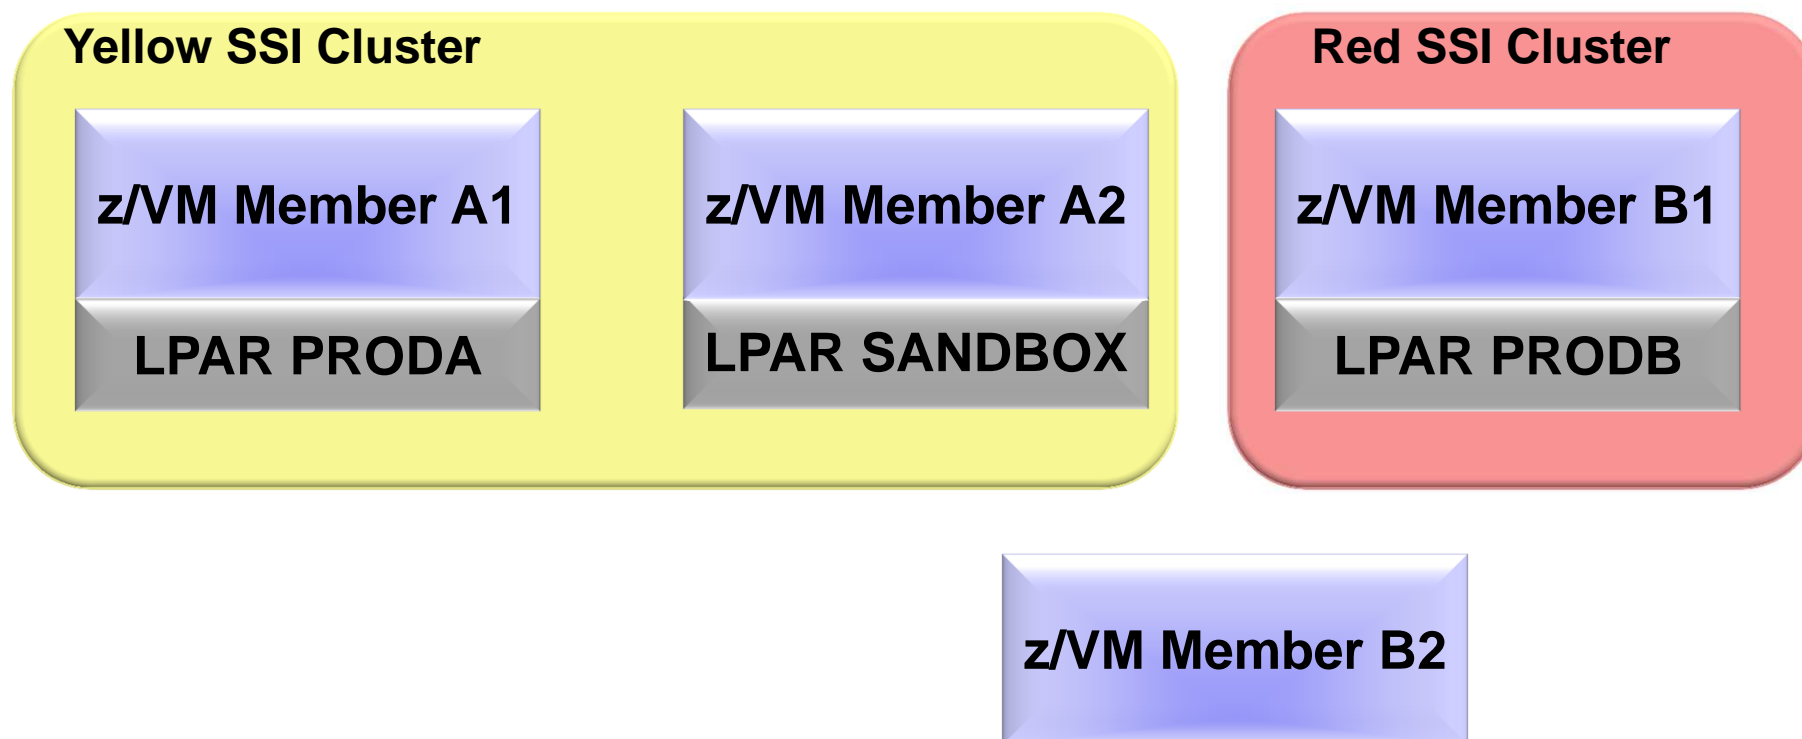 Yellow SSI Cluster
Red SSI Cluster
z/VM Member A1
z/VM Member A2
z/VM Member B1
LPAR PRODA
LPAR SANDBOX
LPAR PRODB
z/VM Member B2